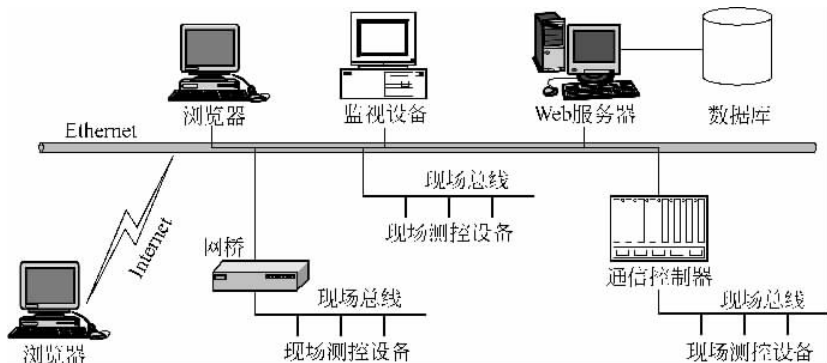 浏览器
监视设备
Web服务器
数据库
Ethernet
Internet
现场总线
现场测控设备
网桥
通信控制器
现场总线
现场测控设备
现场总线
现场测控设备
浏览器